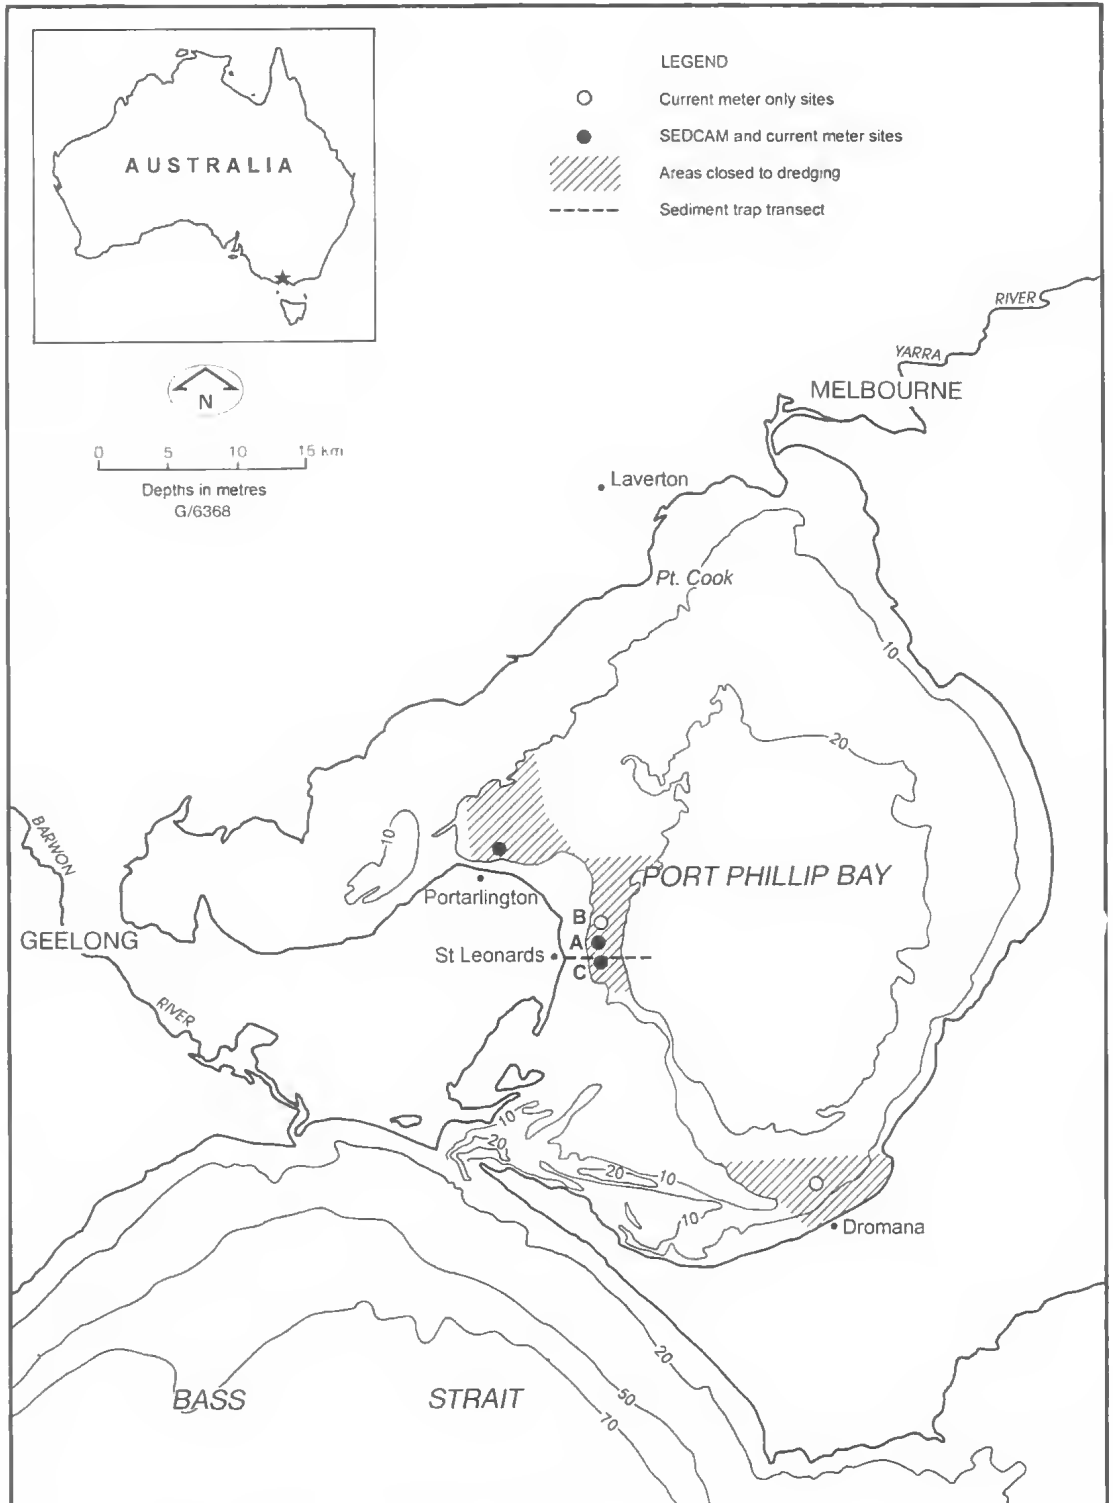 AUSTRALIA
LEGEND
Current meter only sites
SEDCAM and current meter sites
Areas closed to dredging
Sediment trap transect
N
0 5 10 15 km
Depths in metres
G/6368
RIVER
YARRA
MELBOURNE
Laverton
Pt. Cook
10
20
10
BARWON
PORT PHILLIP BAY
Portarlington
B
GEELONG
A
St Leonards
C
RIVER
10
20
20
10
10
Dromana
20
BASS STRAIT
50
70